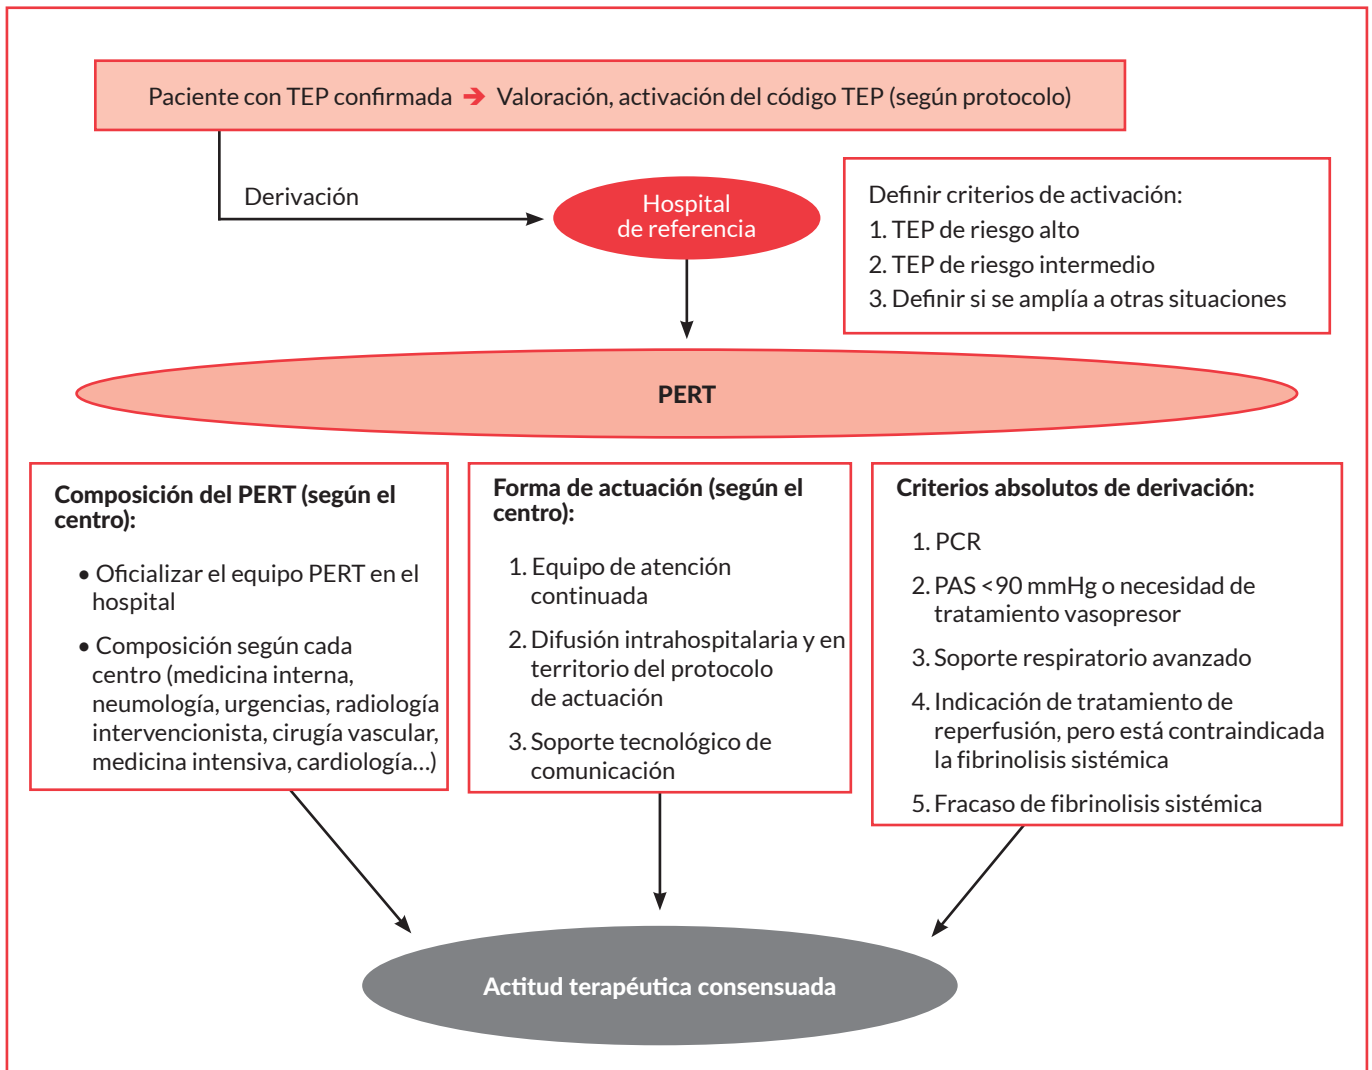 Paciente con TEP confirmada ➔ Valoración, activación del código TEP (según protocolo)
Derivación
Hospital
de referencia
Definir criterios de activación:
1. TEP de riesgo alto
2. TEP de riesgo intermedio
3. Definir si se amplía a otras situaciones
PERT
Composición del PERT (según el
centro):
• Oficializar el equipo PERT en el
hospital
• Composición según cada
centro (medicina interna,
neumología, urgencias, radiología
intervencionista, cirugía vascular,
medicina intensiva, cardiología...)
Forma de actuación (según el
centro):
1. Equipo de atención
continuada
2. Difusión intrahospitalaria y en
territorio del protocolo
de actuación
3. Soporte tecnológico de
comunicación
Criterios absolutos de derivación:
1. PCR
2. PAS <90 mmHg o necesidad de
tratamiento vasopresor
3. Soporte respiratorio avanzado
4. Indicación de tratamiento de
reperfusión, pero está contraindicada
la fibrinolisis sistémica
5. Fracaso de fibrinolisis sistémica
Actitud terapéutica consensuada